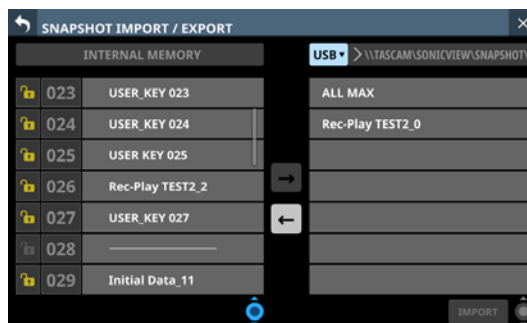 SNAPSHOT IMPORT / EXPORT
INTERNAL MEMORY
USB \\TASCAM\SONICVIEW\SNAPSHOT\
023 USER_KEY 023
024 USER_KEY 024
025 USER KEY 025
026 Rec-Play TEST2_2
027 USER_KEY 027
028
029 Initial Data_11
ALL MAX
Rec-Play TEST2_0
IMPORT